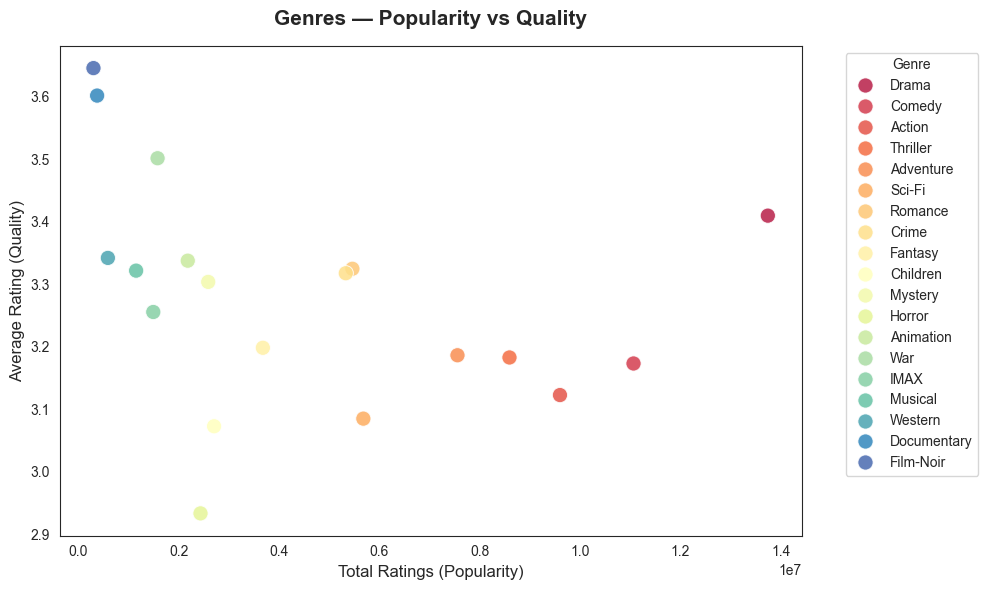 Genres — Popularity vs Quality
Average Rating (Quality)
3.6
3.5
3.4
3.3
3.2
3.1
3.0
2.9
0.0 0.2 0.4 0.6 0.8 1.0 1.2 1.4
1e7
Total Ratings (Popularity)
Genre
Drama
Comedy
Action
Thriller
Adventure
Sci-Fi
Romance
Crime
Fantasy
Children
Mystery
Horror
Animation
War
IMAX
Musical
Western
Documentary
Film-Noir